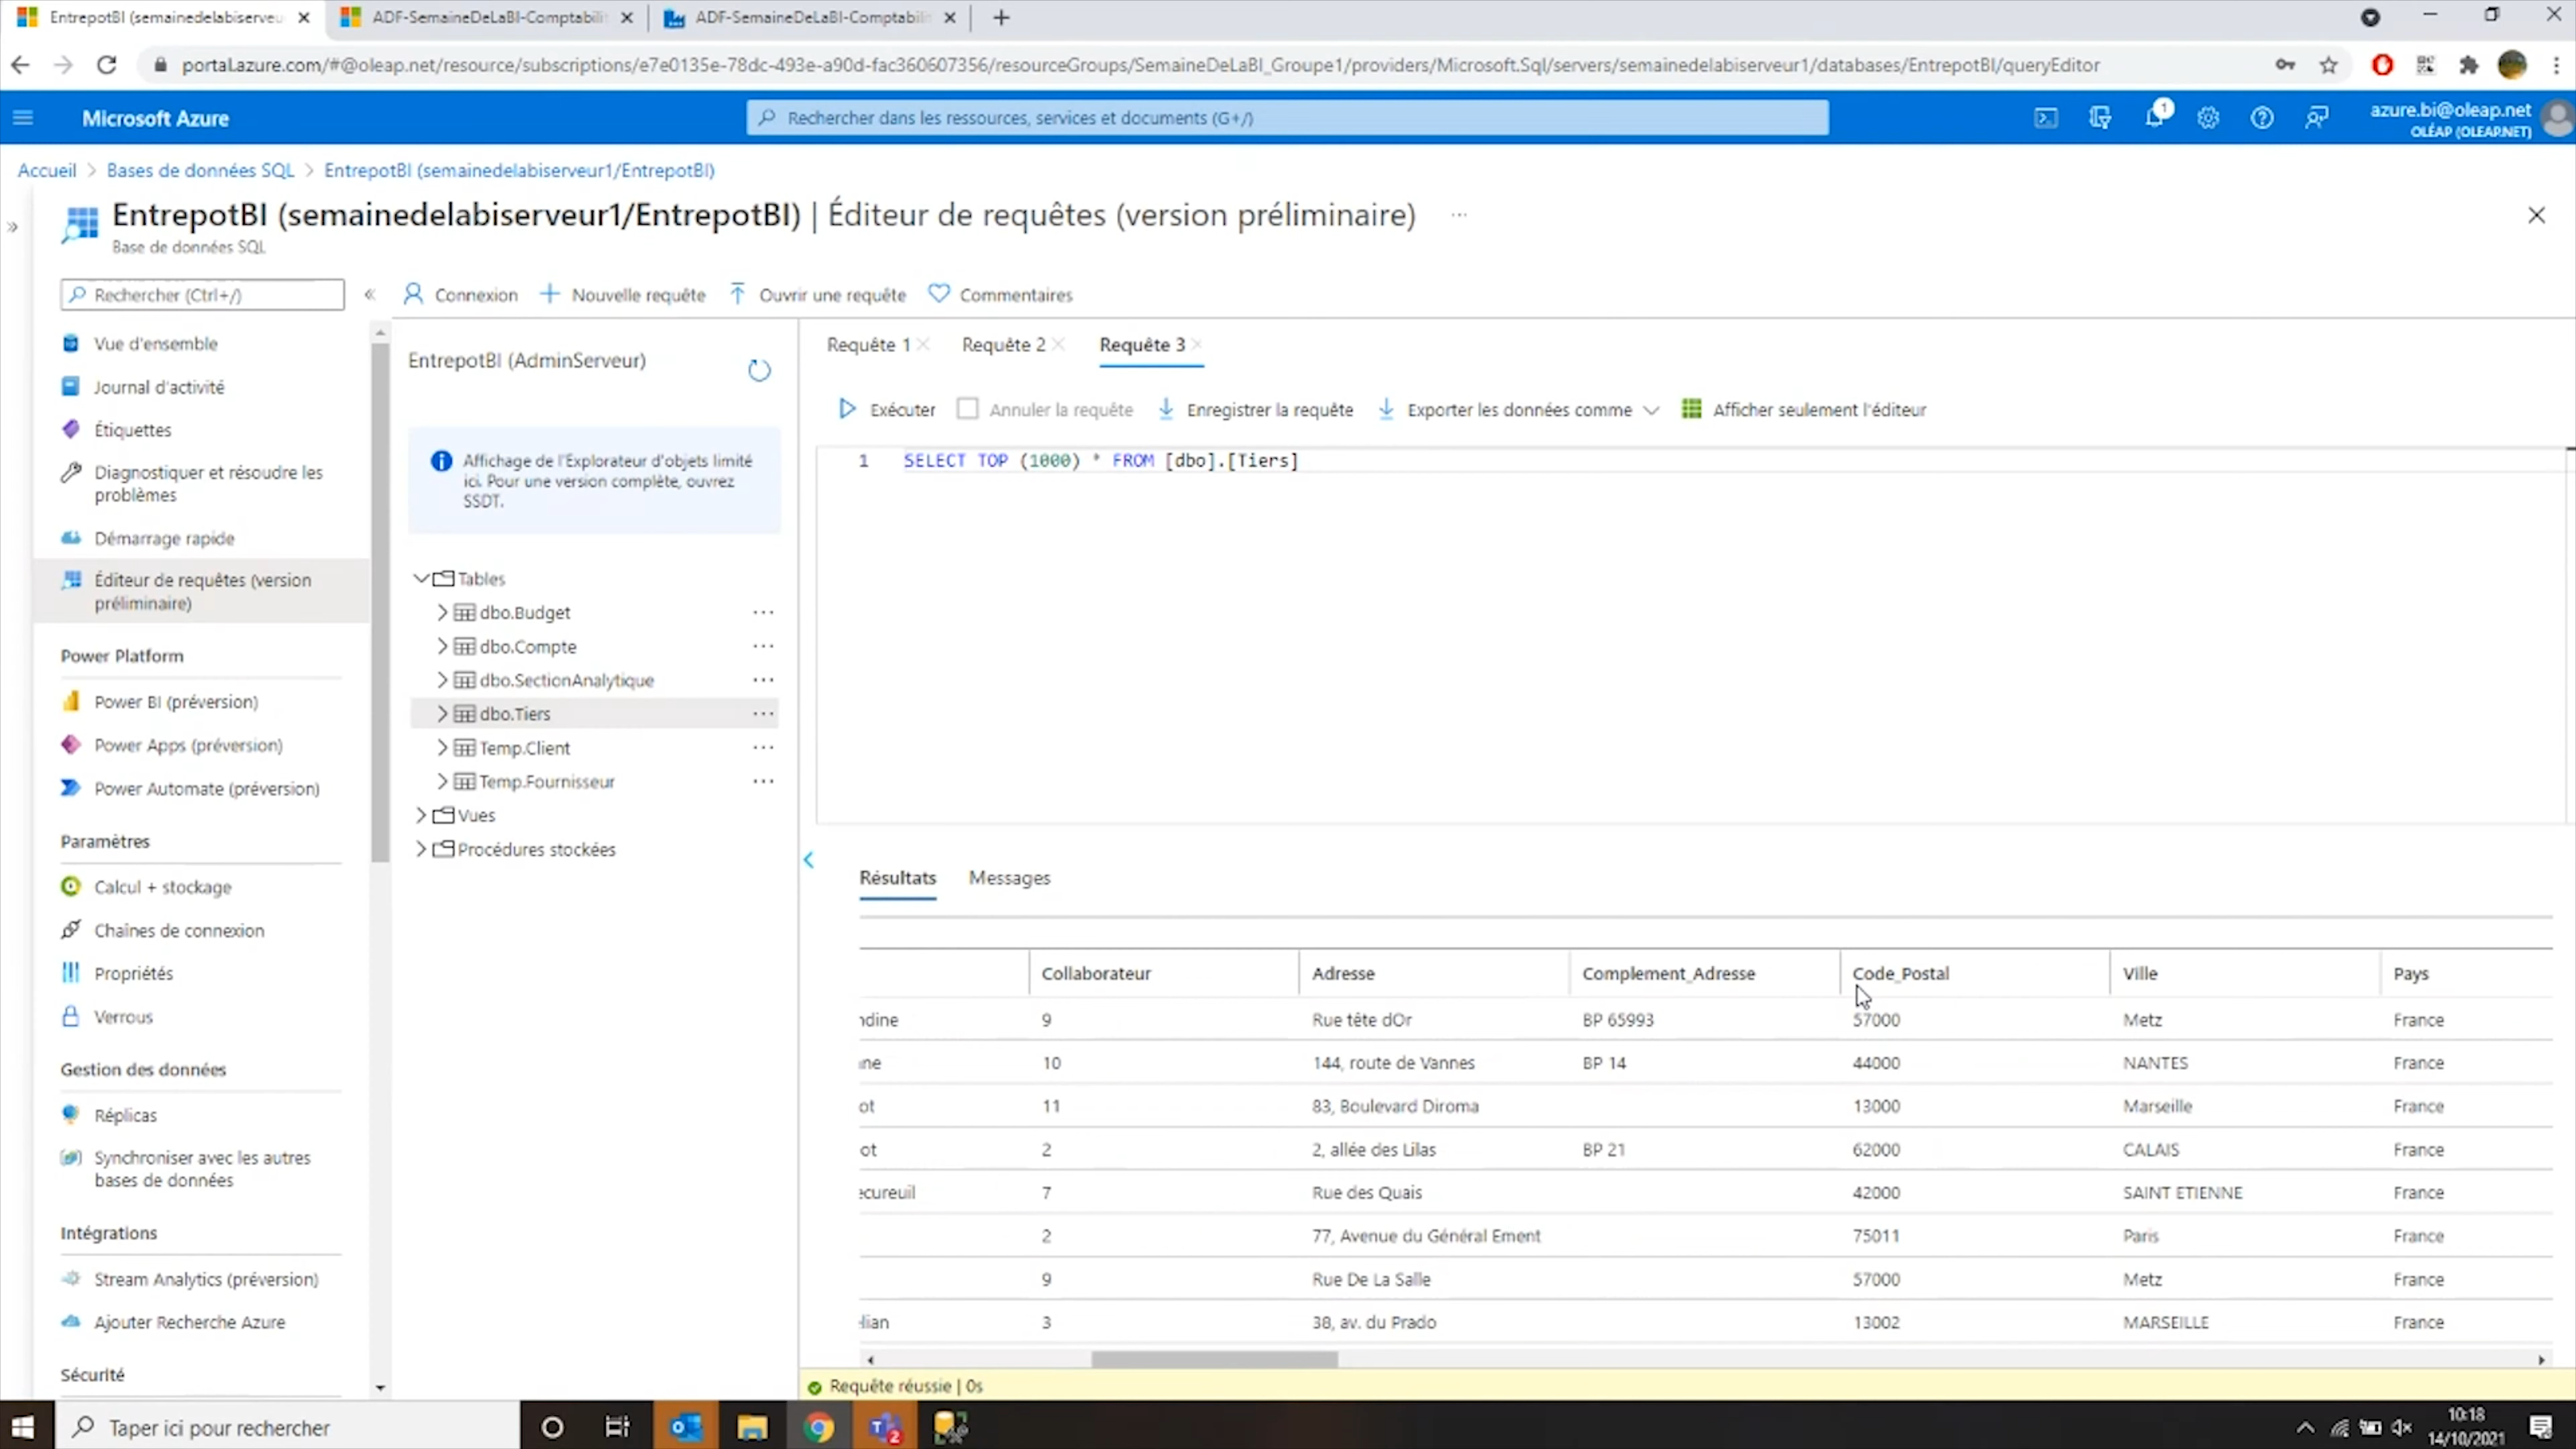 EntrepotBI (semainedelabiserveu
ADF-SemaineDeLaBI-Comptabili
ADF-SemaineDeLaBI-Comptabili
portal.azure.com/#@oleap.net/resource/subscriptions/e7e0135e-78dc-493e-a90d-fac360607356/resourceGroups/SemaineDeLaBI_Groupe1/providers/Microsoft.Sql/servers/semainedelabiserveur1/databases/EntrepotBI/queryEditor
Microsoft Azure
Rechercher dans les ressources, services et documents (G+/)
1
azure.bi@oleap.net
OLÉAP (OLEAP.NET)
Accueil > Bases de données SQL > EntrepotBI (semainedelabiserveur1/EntrepotBI)
EntrepotBI (semainedelabiserveur1/EntrepotBI) | Éditeur de requêtes (version préliminaire) ...
Base de données SQL
Rechercher (Ctrl+/)
Vue d'ensemble
Journal d'activité
Étiquettes
Diagnostiquer et résoudre les
problèmes
Démarrage rapide
Éditeur de requêtes (version
préliminaire)
Power Platform
Power BI (préversion)
Power Apps (préversion)
Power Automate (préversion)
Paramètres
Calcul + stockage
Chaînes de connexion
Propriétés
Verrous
Gestion des données
Réplicas
Synchroniser avec les autres
bases de données
Intégrations
Stream Analytics (préversion)
Ajouter Recherche Azure
Sécurité
Connexion Nouvelle requête Ouvrir une requête Commentaires
EntrepotBI (AdminServeur)
Affichage de l'Explorateur d'objets limité
ici. Pour une version complète, ouvrez
SSDT.
Tables
dbo.Budget ...
dbo.Compte ...
dbo.SectionAnalytique ...
dbo.Tiers ...
Temp.Client ...
Temp.Fournisseur ...
Vues
Procédures stockées
Requête 1 Requête 2 Requête 3
Exécuter Annuler la requête Enregistrer la requête Exporter les données comme Afficher seulement l'éditeur
1 SELECT TOP (1000) * FROM [dbo].[Tiers]
Résultats Messages
Collaborateur Adresse Complement_Adresse Code_Postal Ville Pays
ndine 9 Rue tête dOr BP 65993 57000 Metz France
ne 10 144, route de Vannes BP 14 44000 NANTES France
ot 11 83, Boulevard Diroma 13000 Marseille France
ot 2 2, allée des Lilas BP 21 62000 CALAIS France
ecureuil 7 Rue des Quais 42000 SAINT ETIENNE France
2 77, Avenue du Général Ement 75011 Paris France
9 Rue De La Salle 57000 Metz France
lian 3 38, av. du Prado 13002 MARSEILLE France
Requête réussie | 0s
Taper ici pour rechercher
2
10:18
14/10/2021